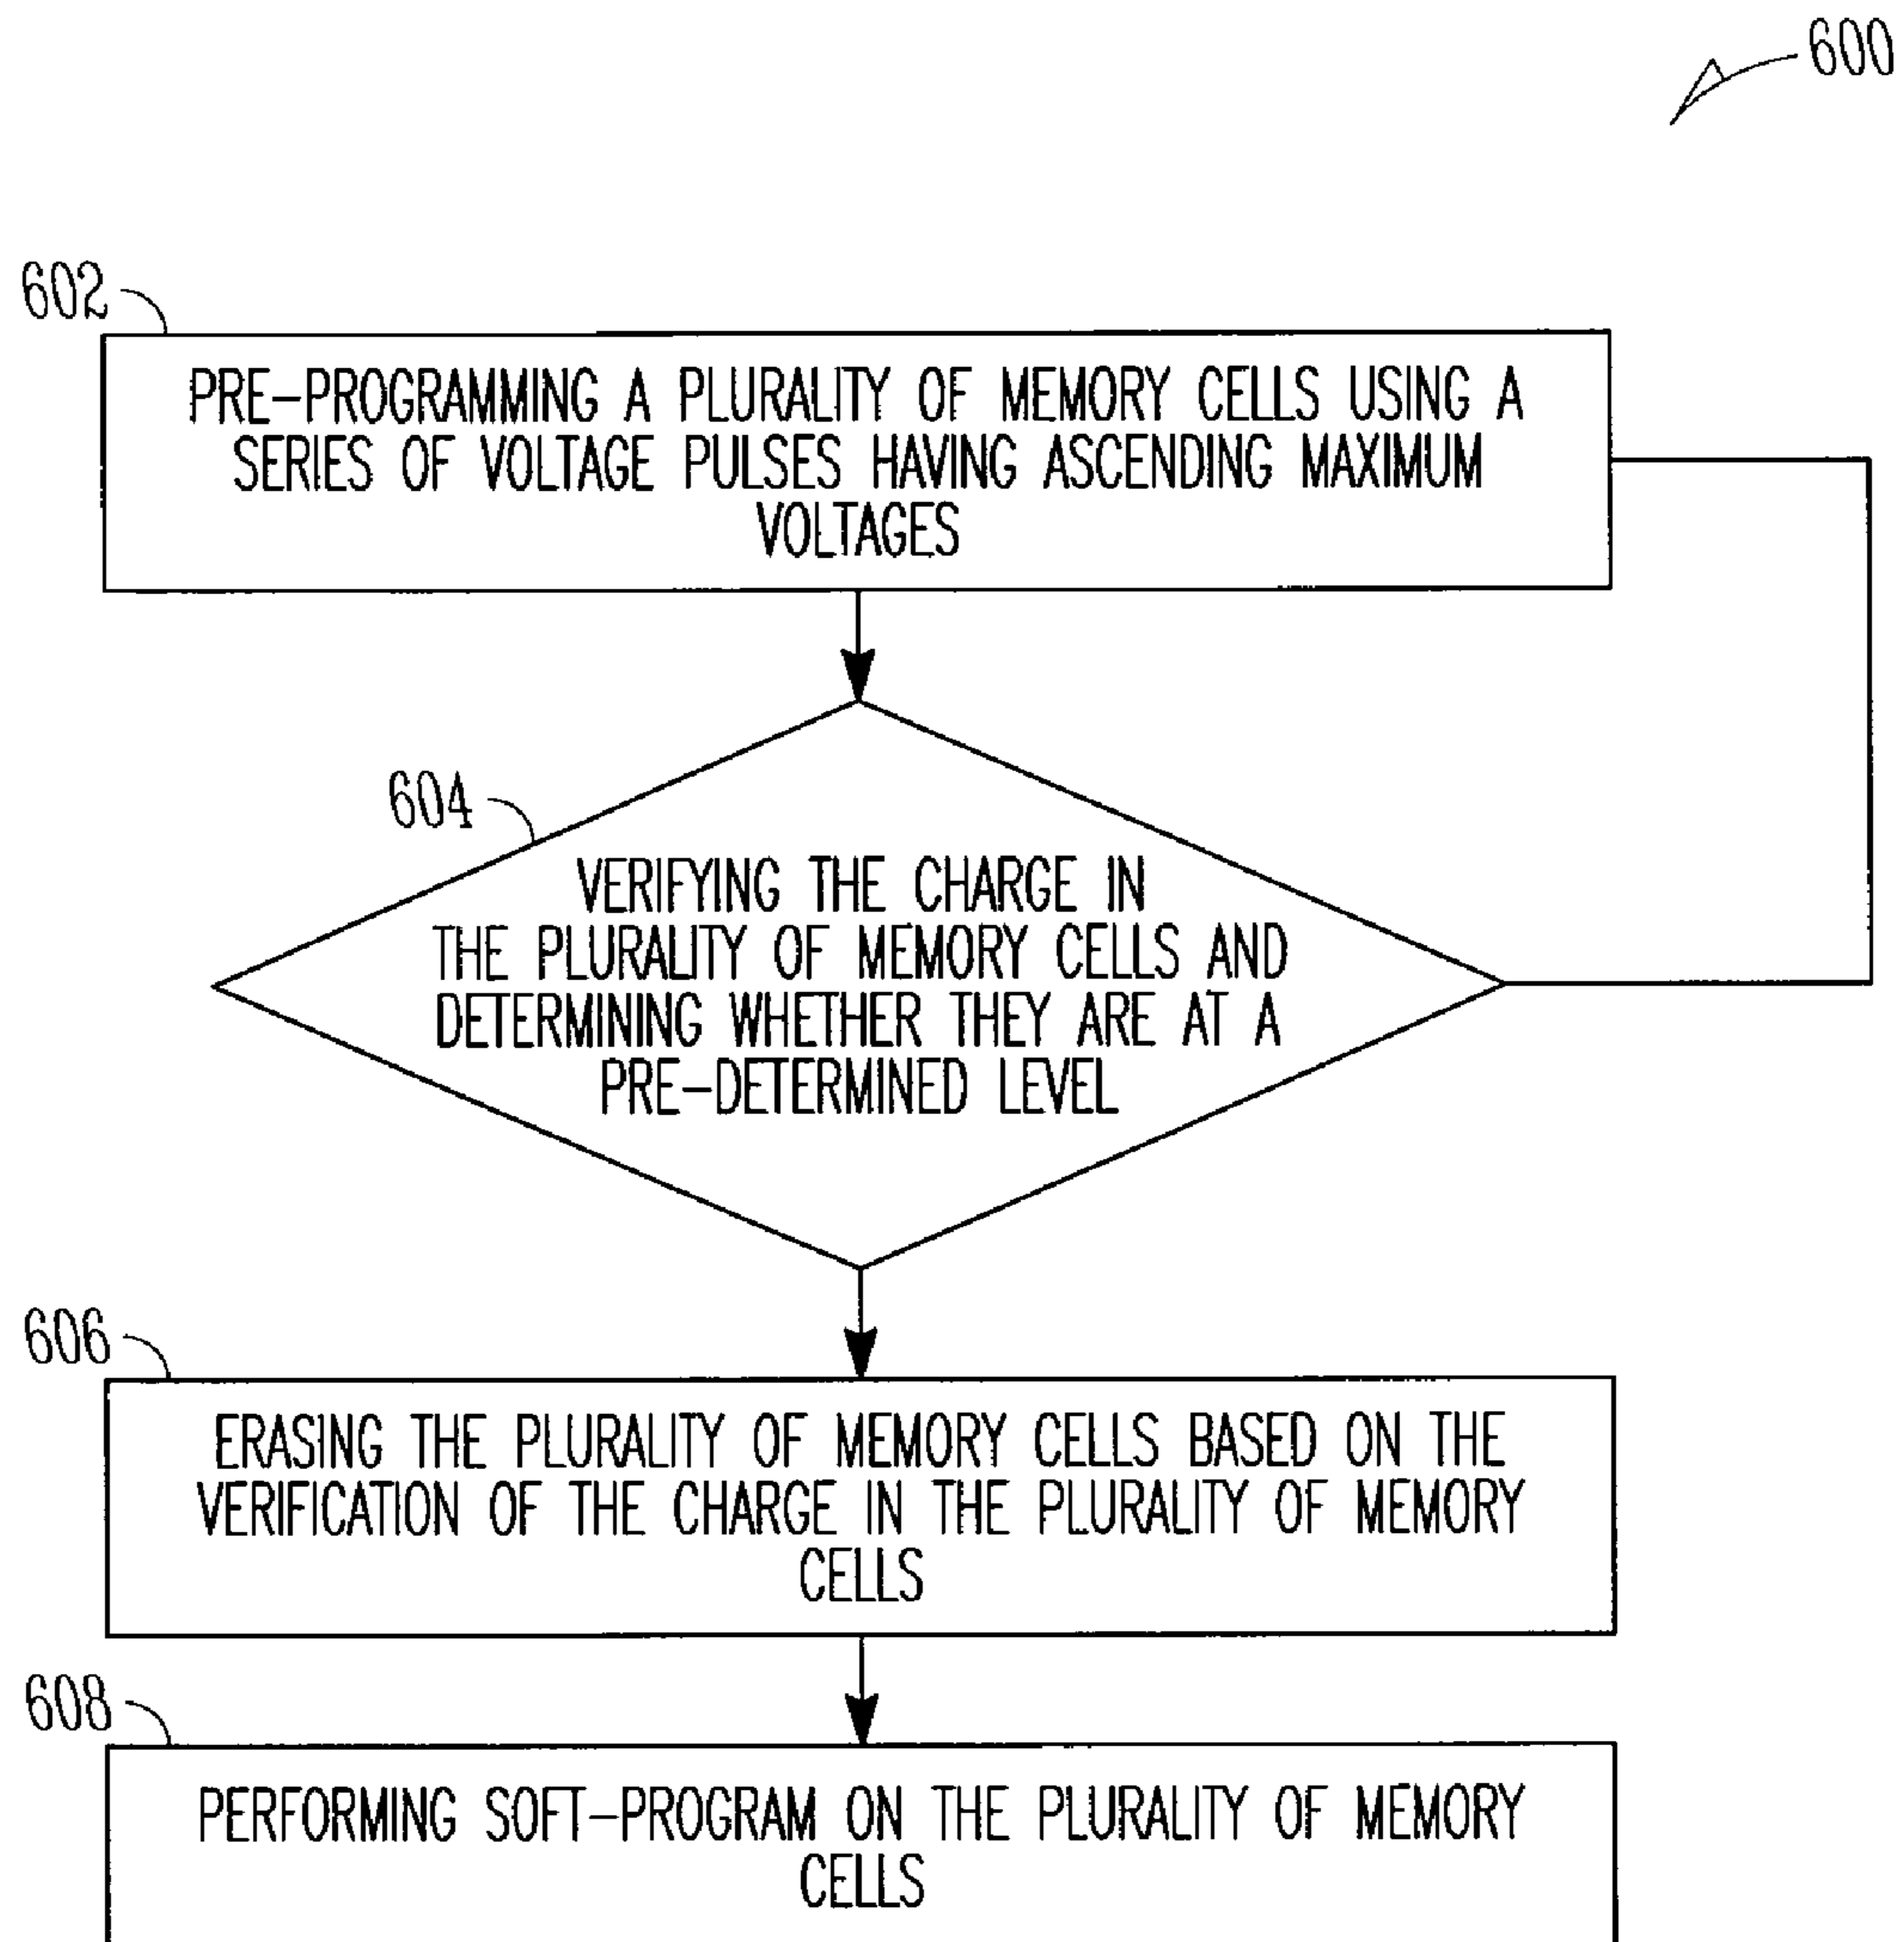 600
602
PRE-PROGRAMMING A PLURALITY OF MEMORY CELLS USING A
SERIES OF VOLTAGE PULSES HAVING ASCENDING MAXIMUM
VOLTAGES
604
VERIFYING THE CHARGE IN
THE PLURALITY OF MEMORY CELLS AND
DETERMINING WHETHER THEY ARE AT A
PRE-DETERMINED LEVEL
606
ERASING THE PLURALITY OF MEMORY CELLS BASED ON THE
VERIFICATION OF THE CHARGE IN THE PLURALITY OF MEMORY
CELLS
608
PERFORMING SOFT-PROGRAM ON THE PLURALITY OF MEMORY
CELLS